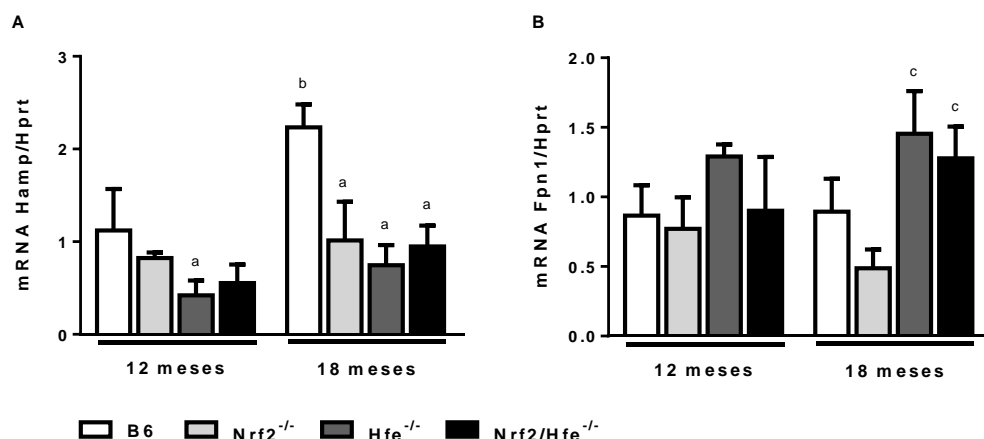 A
mRNA Hamp/Hprt
3
2
1
0
b
a
a
a
a
12 meses
18 meses
B
mRNA Fpn1/Hprt
2.0
1.5
1.0
0.5
0.0
c
c
12 meses
18 meses
B6
Nrf2-/-
Hfe-/-
Nrf2/Hfe-/-